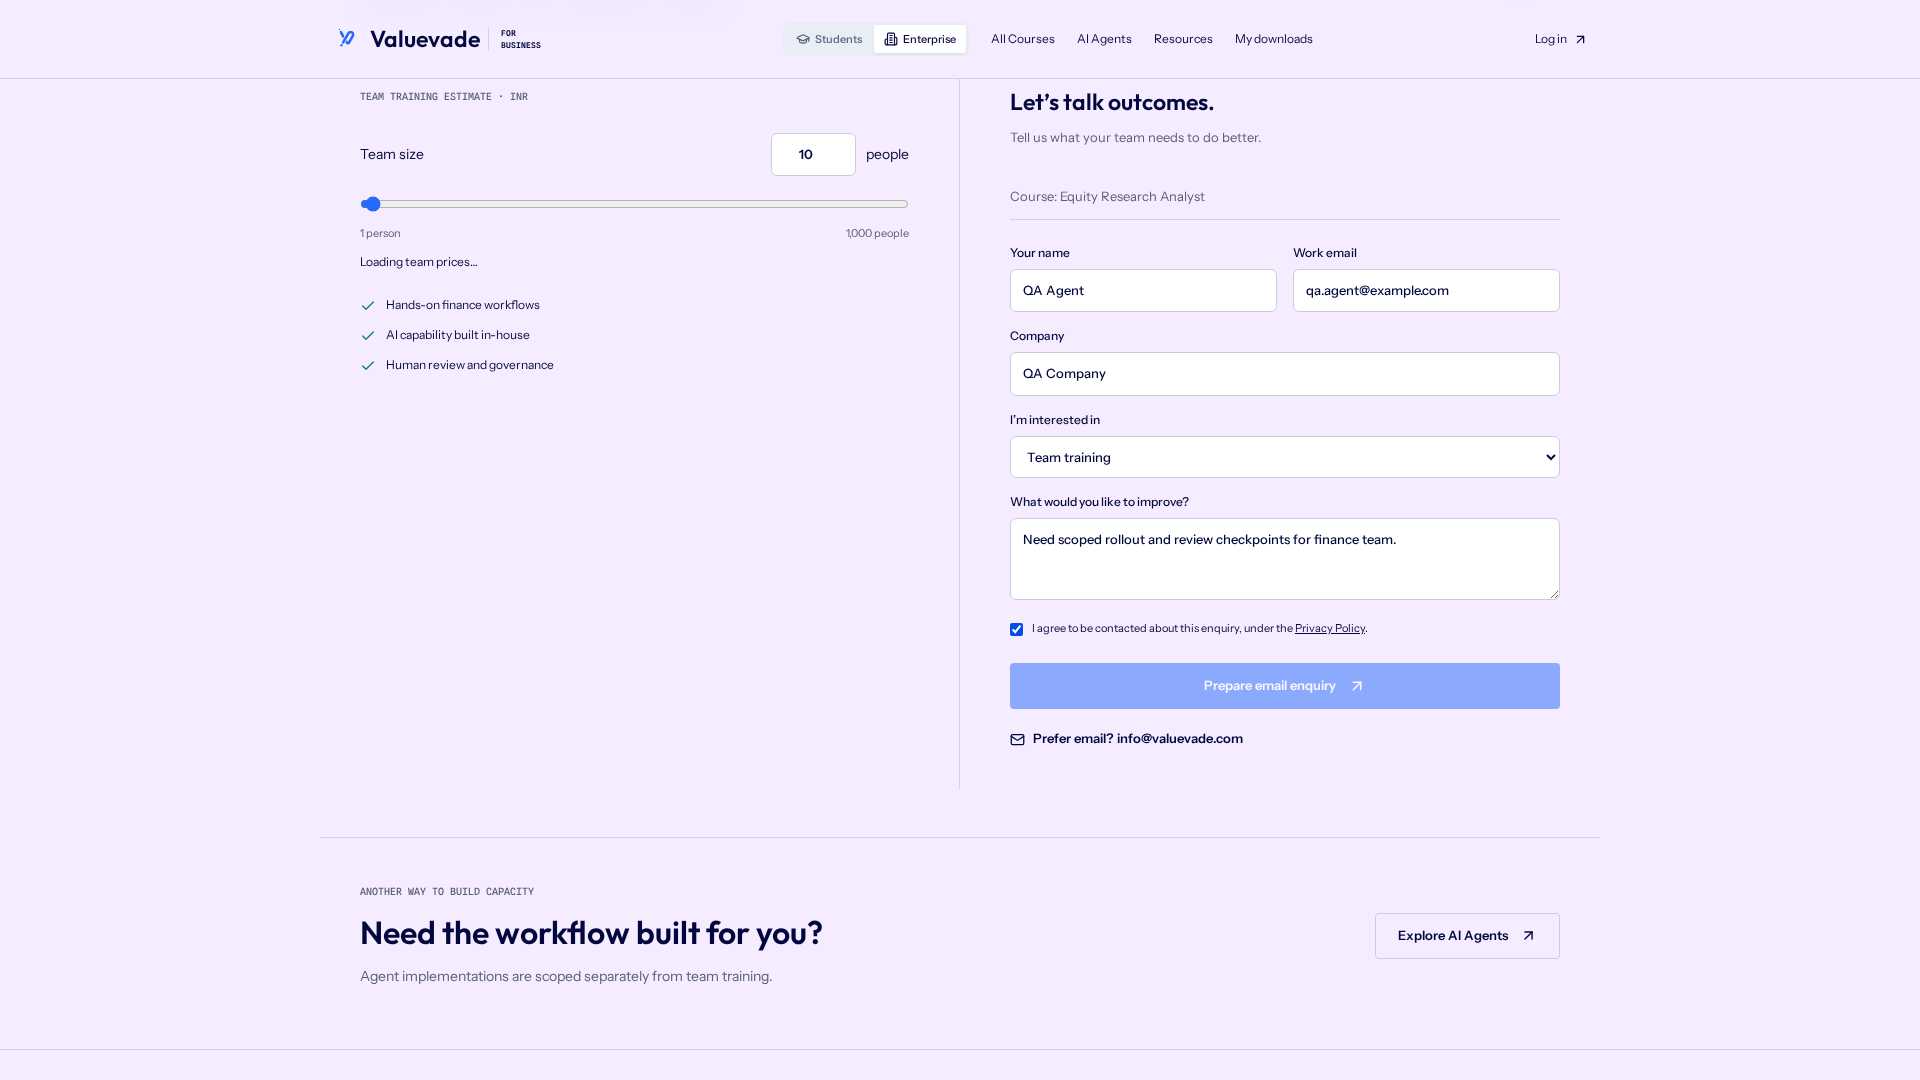 Valuevade
FOR
BUSINESS
Students
Enterprise
All Courses
AI Agents
Resources
My downloads
Log in
TEAM TRAINING ESTIMATE · INR
Team size
10
people
1 person
1,000 people
Loading team prices…
Hands-on finance workflows
AI capability built in-house
Human review and governance
Let’s talk outcomes.
Tell us what your team needs to do better.
Course: Equity Research Analyst
Your name
Work email
QA Agent
qa.agent@example.com
Company
QA Company
I’m interested in
Team training
What would you like to improve?
Need scoped rollout and review checkpoints for finance team.
I agree to be contacted about this enquiry, under the Privacy Policy.
Prepare email enquiry
Prefer email? info@valuevade.com
ANOTHER WAY TO BUILD CAPACITY
Need the workflow built for you?
Agent implementations are scoped separately from team training.
Explore AI Agents